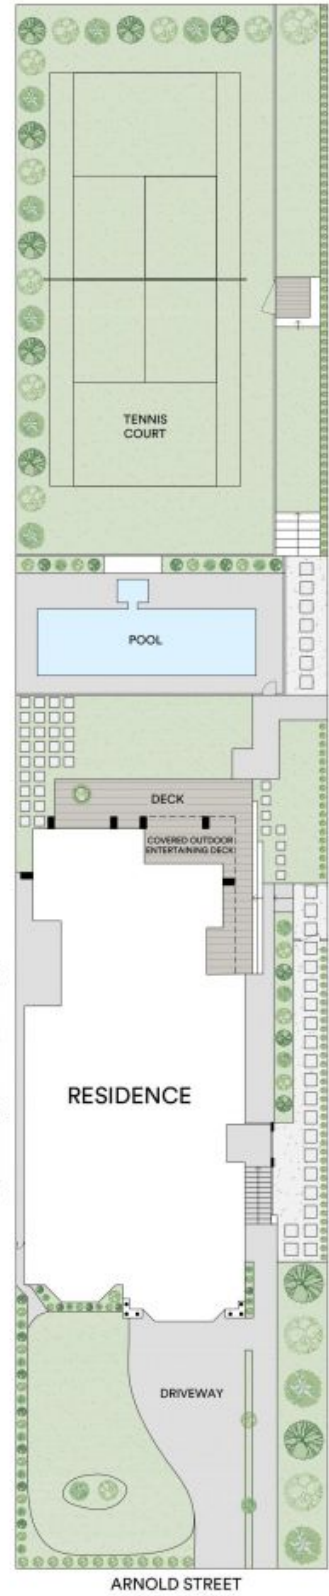 TENNIS
COURT
POOL
DECK
COVERED OUTDOOR
ENTERTAINING DECK
RESIDENCE
DRIVEWAY
ARNOLD STREET